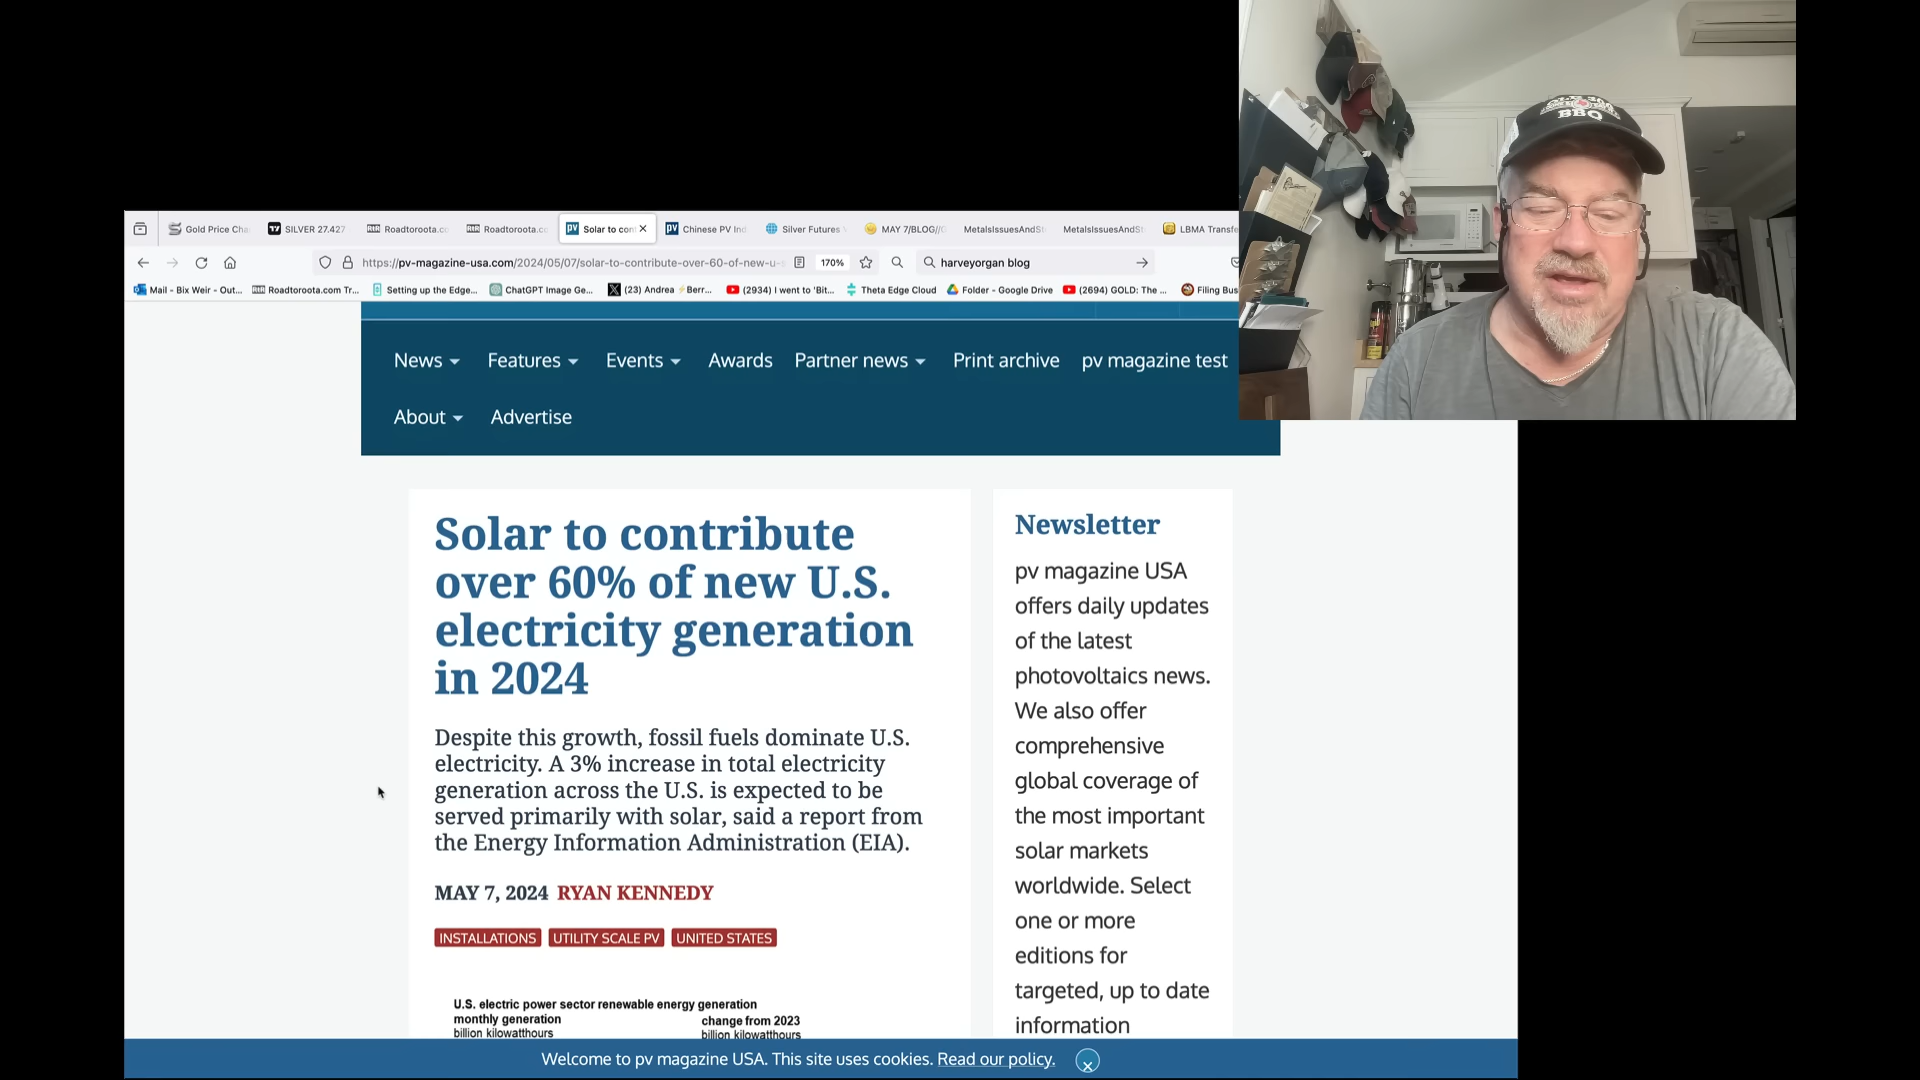 BBQ
Gold Price Cha
SILVER 27.427
Roadtoroota.c
Roadtoroota.c
Solar to con
Chinese PV Ind
Silver Futures
MAY 7/BLOG//G
MetalsIssuesAndS
MetalsIssuesAndS
LBMA Transfe
https://pv-magazine-usa.com/2024/05/07/solar-to-contribute-over-60-of-new-u-s
170%
harveyorgan blog
Mail - Bix Weir - Out...
Roadtoroota.com Tr...
Setting up the Edge...
ChatGPT Image Ge...
(23) Andrea ⚡Berr...
(2934) I went to 'Bit...
Theta Edge Cloud
Folder - Google Drive
(2694) GOLD: The ...
Filing Bus
News
Features
Events
Awards
Partner news
Print archive
pv magazine test
About
Advertise
Solar to contribute
over 60% of new U.S.
electricity generation
in 2024
Despite this growth, fossil fuels dominate U.S.
electricity. A 3% increase in total electricity
generation across the U.S. is expected to be
served primarily with solar, said a report from
the Energy Information Administration (EIA).
MAY 7, 2024 RYAN KENNEDY
INSTALLATIONS UTILITY SCALE PV UNITED STATES
U.S. electric power sector renewable energy generation
monthly generation
billion kilowatthours
change from 2023
billion kilowatthours
Newsletter
pv magazine USA
offers daily updates
of the latest
photovoltaics news.
We also offer
comprehensive
global coverage of
the most important
solar markets
worldwide. Select
one or more
editions for
targeted, up to date
information
Welcome to pv magazine USA. This site uses cookies. Read our policy.